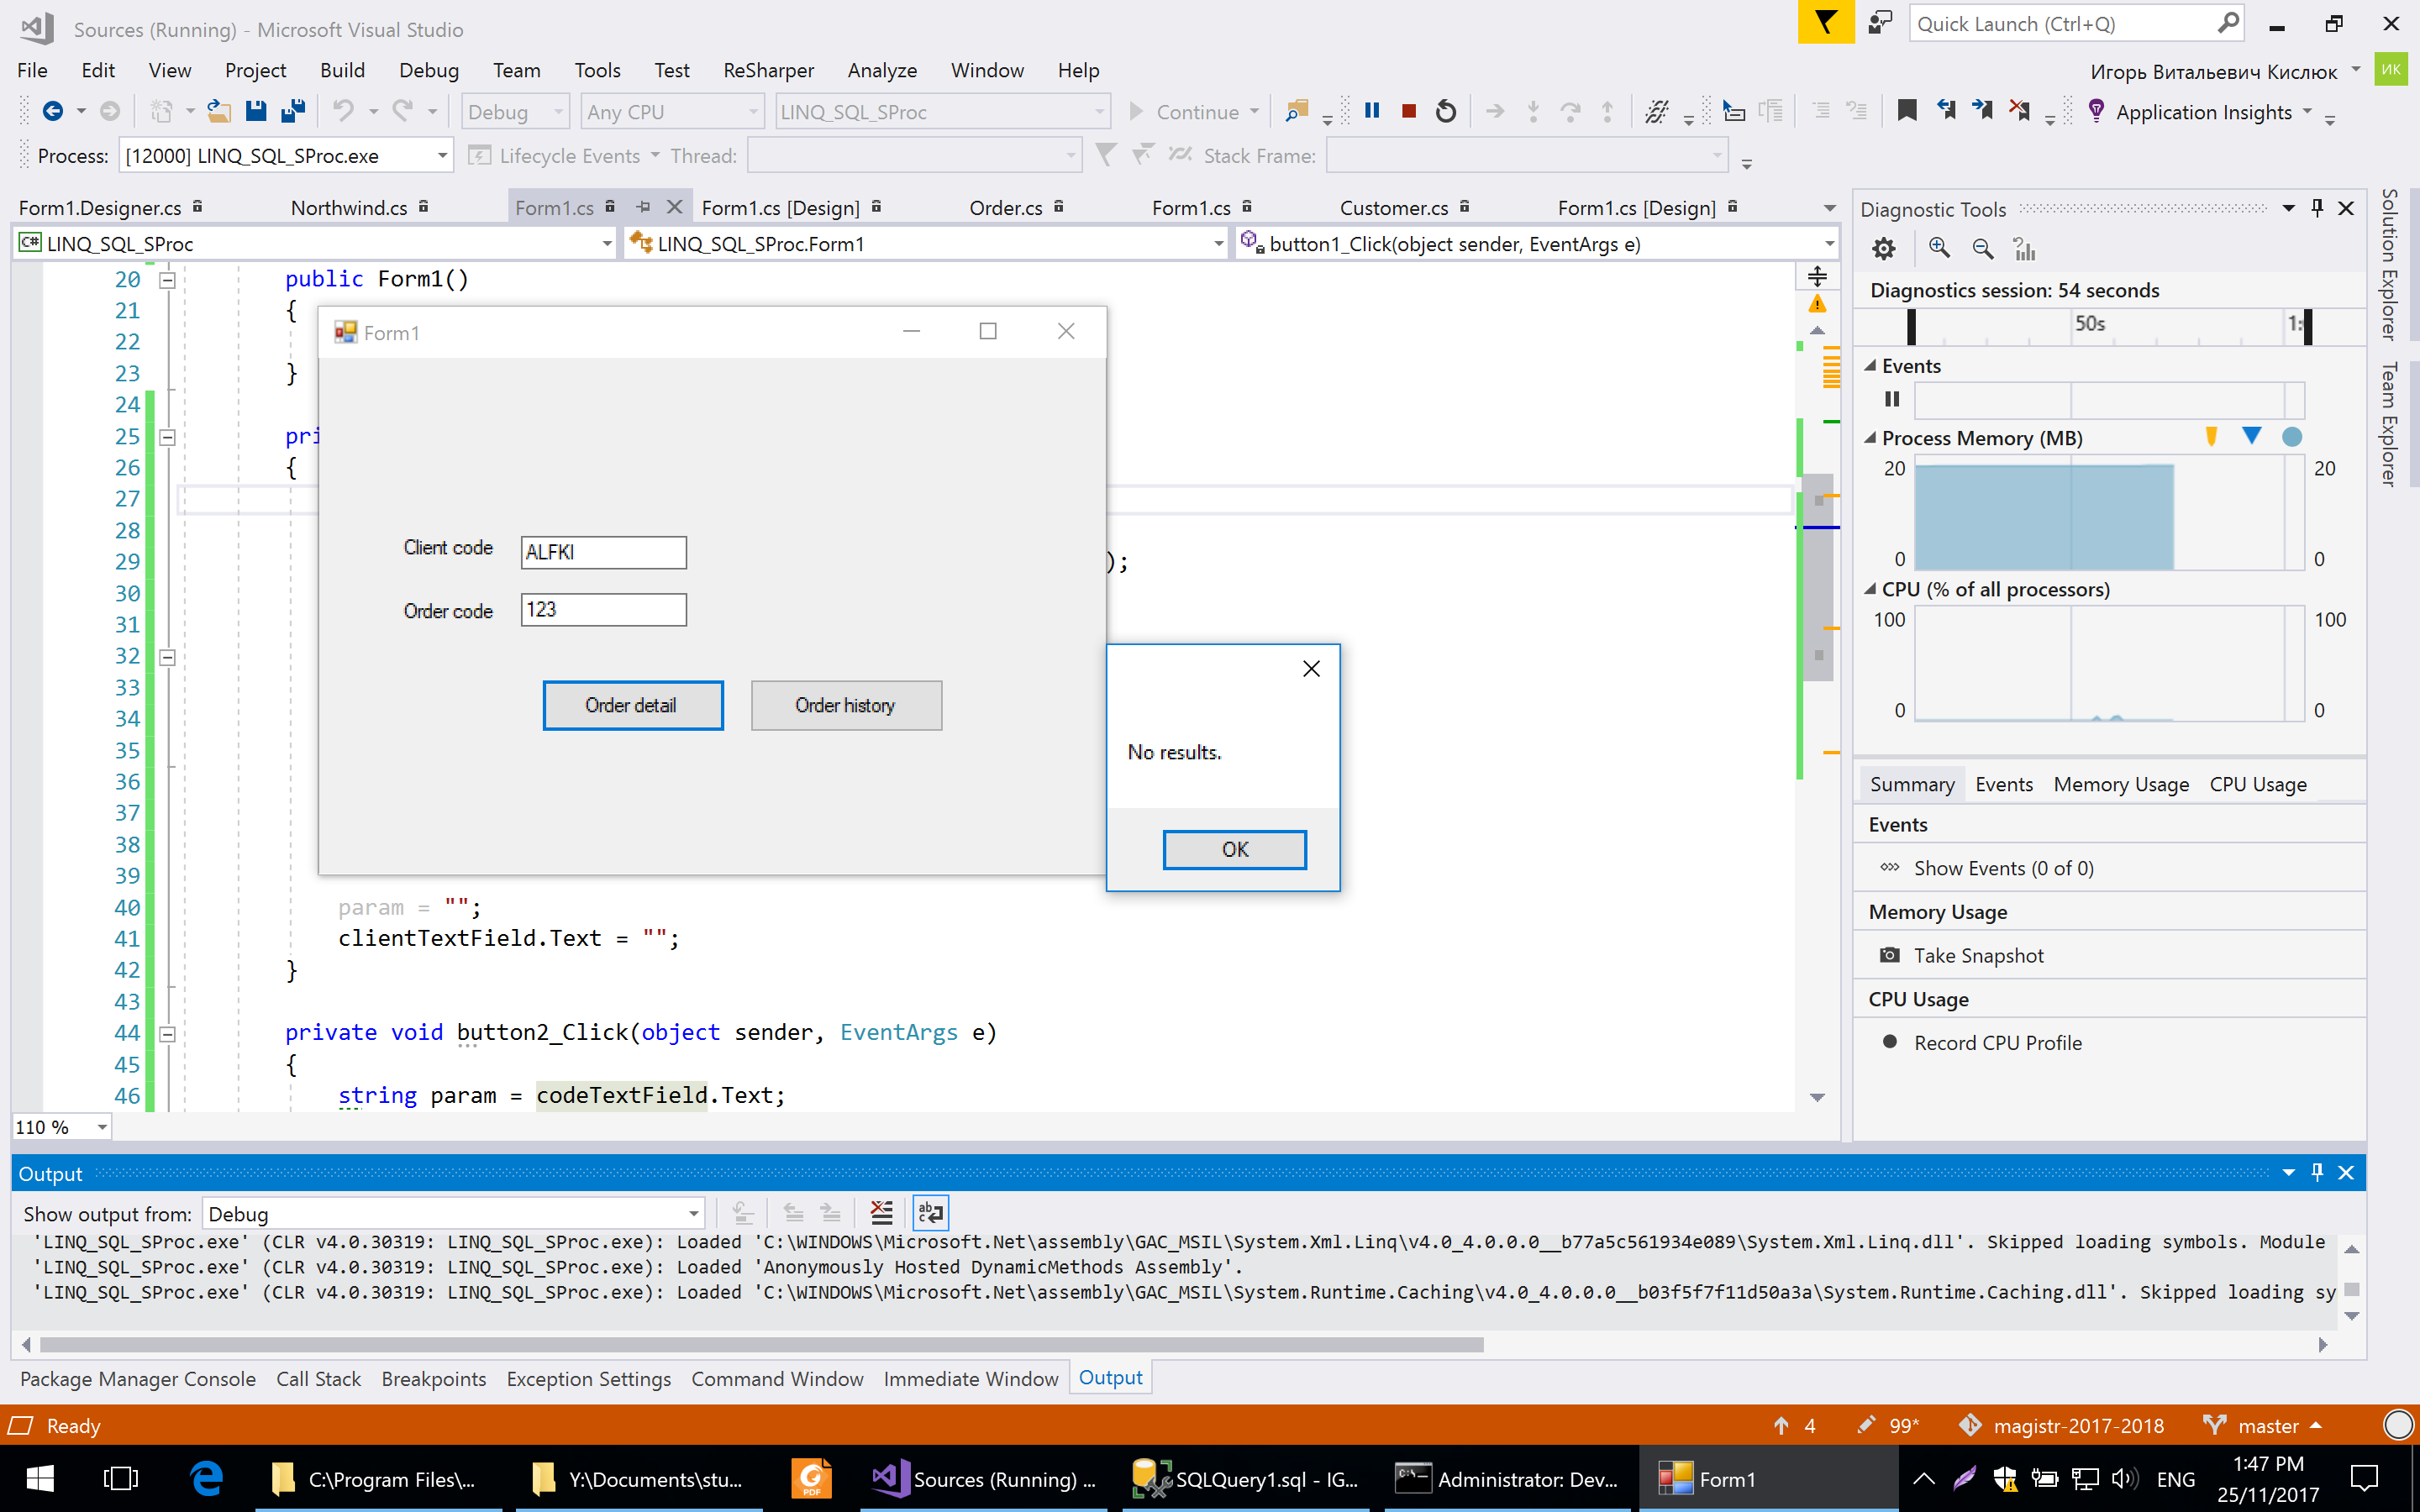 Sources (Running) - Microsoft Visual Studio
Quick Launch (Ctrl+Q)
File Edit View Project Build Debug Team Tools Test ReSharper Analyze Window Help
Игорь Витальевич Кислюк ИК
Debug Any CPU LINQ_SQL_SProc Continue Application Insights
Process: [12000] LINQ_SQL_SProc.exe Lifecycle Events Thread: Stack Frame:
Form1.Designer.cs Northwind.cs Form1.cs Form1.cs [Design] Order.cs Form1.cs Customer.cs Form1.cs [Design]
C# LINQ_SQL_SProc LINQ_SQL_SProc.Form1 button1_Click(object sender, EventArgs e)
20 public Form1()
21 {
22
23 }
24
25 pri
26 {
27
28
29 );
30
31
32
33
34
35
36
37
38
39
40 param = "";
41 clientTextField.Text = "";
42 }
43
44 private void button2_Click(object sender, EventArgs e)
45 {
46 string param = codeTextField.Text;
110 %
Form1
Client code ALFKI
Order code 123
Order detail Order history
No results.
OK
Diagnostic Tools
Diagnostics session: 54 seconds
50s
Events
Process Memory (MB)
20 20
0 0
CPU (% of all processors)
100 100
0 0
Summary Events Memory Usage CPU Usage
Events
Show Events (0 of 0)
Memory Usage
Take Snapshot
CPU Usage
Record CPU Profile
Solution Explorer
Team Explorer
Output
Show output from: Debug
'LINQ_SQL_SProc.exe' (CLR v4.0.30319: LINQ_SQL_SProc.exe): Loaded 'C:\WINDOWS\Microsoft.Net\assembly\GAC_MSIL\System.Xml.Linq\v4.0_4.0.0.0__b77a5c561934e089\System.Xml.Linq.dll'. Skipped loading symbols. Module
'LINQ_SQL_SProc.exe' (CLR v4.0.30319: LINQ_SQL_SProc.exe): Loaded 'Anonymously Hosted DynamicMethods Assembly'.
'LINQ_SQL_SProc.exe' (CLR v4.0.30319: LINQ_SQL_SProc.exe): Loaded 'C:\WINDOWS\Microsoft.Net\assembly\GAC_MSIL\System.Runtime.Caching\v4.0_4.0.0.0__b03f5f7f11d50a3a\System.Runtime.Caching.dll'. Skipped loading sy
Package Manager Console Call Stack Breakpoints Exception Settings Command Window Immediate Window Output
Ready 4 99* magistr-2017-2018 master
C:\Program Files\... Y:\Documents\stu... PDF Sources (Running) ... SQLQuery1.sql - IG... Administrator: Dev... Form1 ENG
1:47 PM
25/11/2017